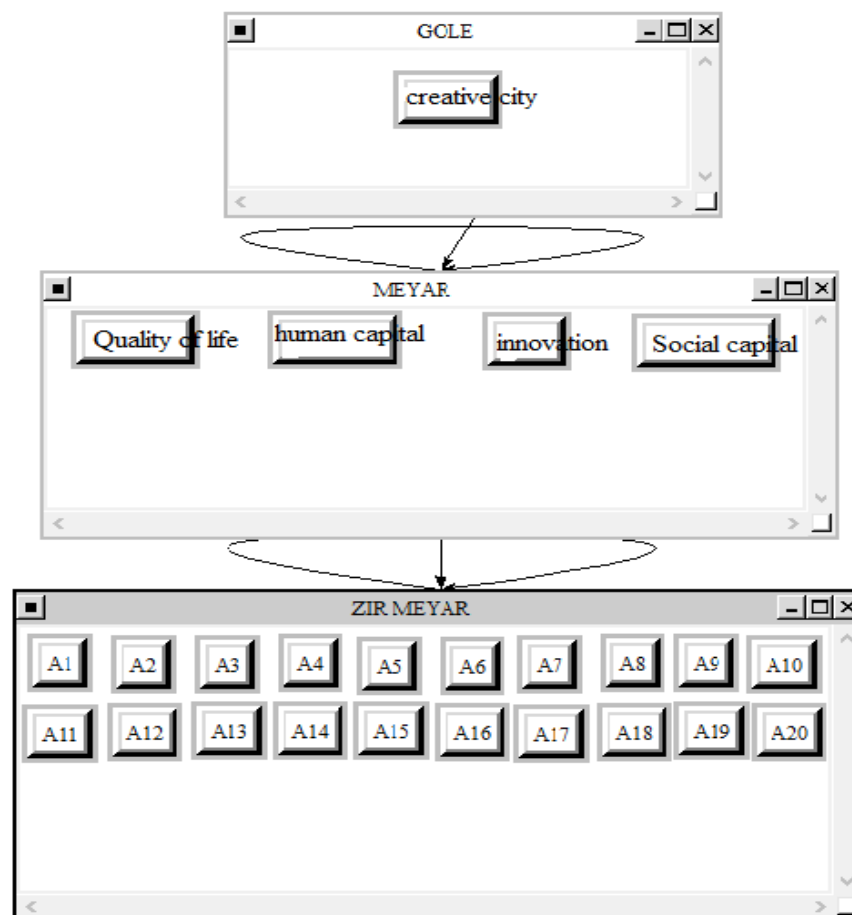 GOLE
creative city
MEYAR
Quality of life human capital innovation Social capital
ZIR MEYAR
A1 A2 A3 A4 A5 A6 A7 A8 A9 A10
A11 A12 A13 A14 A15 A16 A17 A18 A19 A20